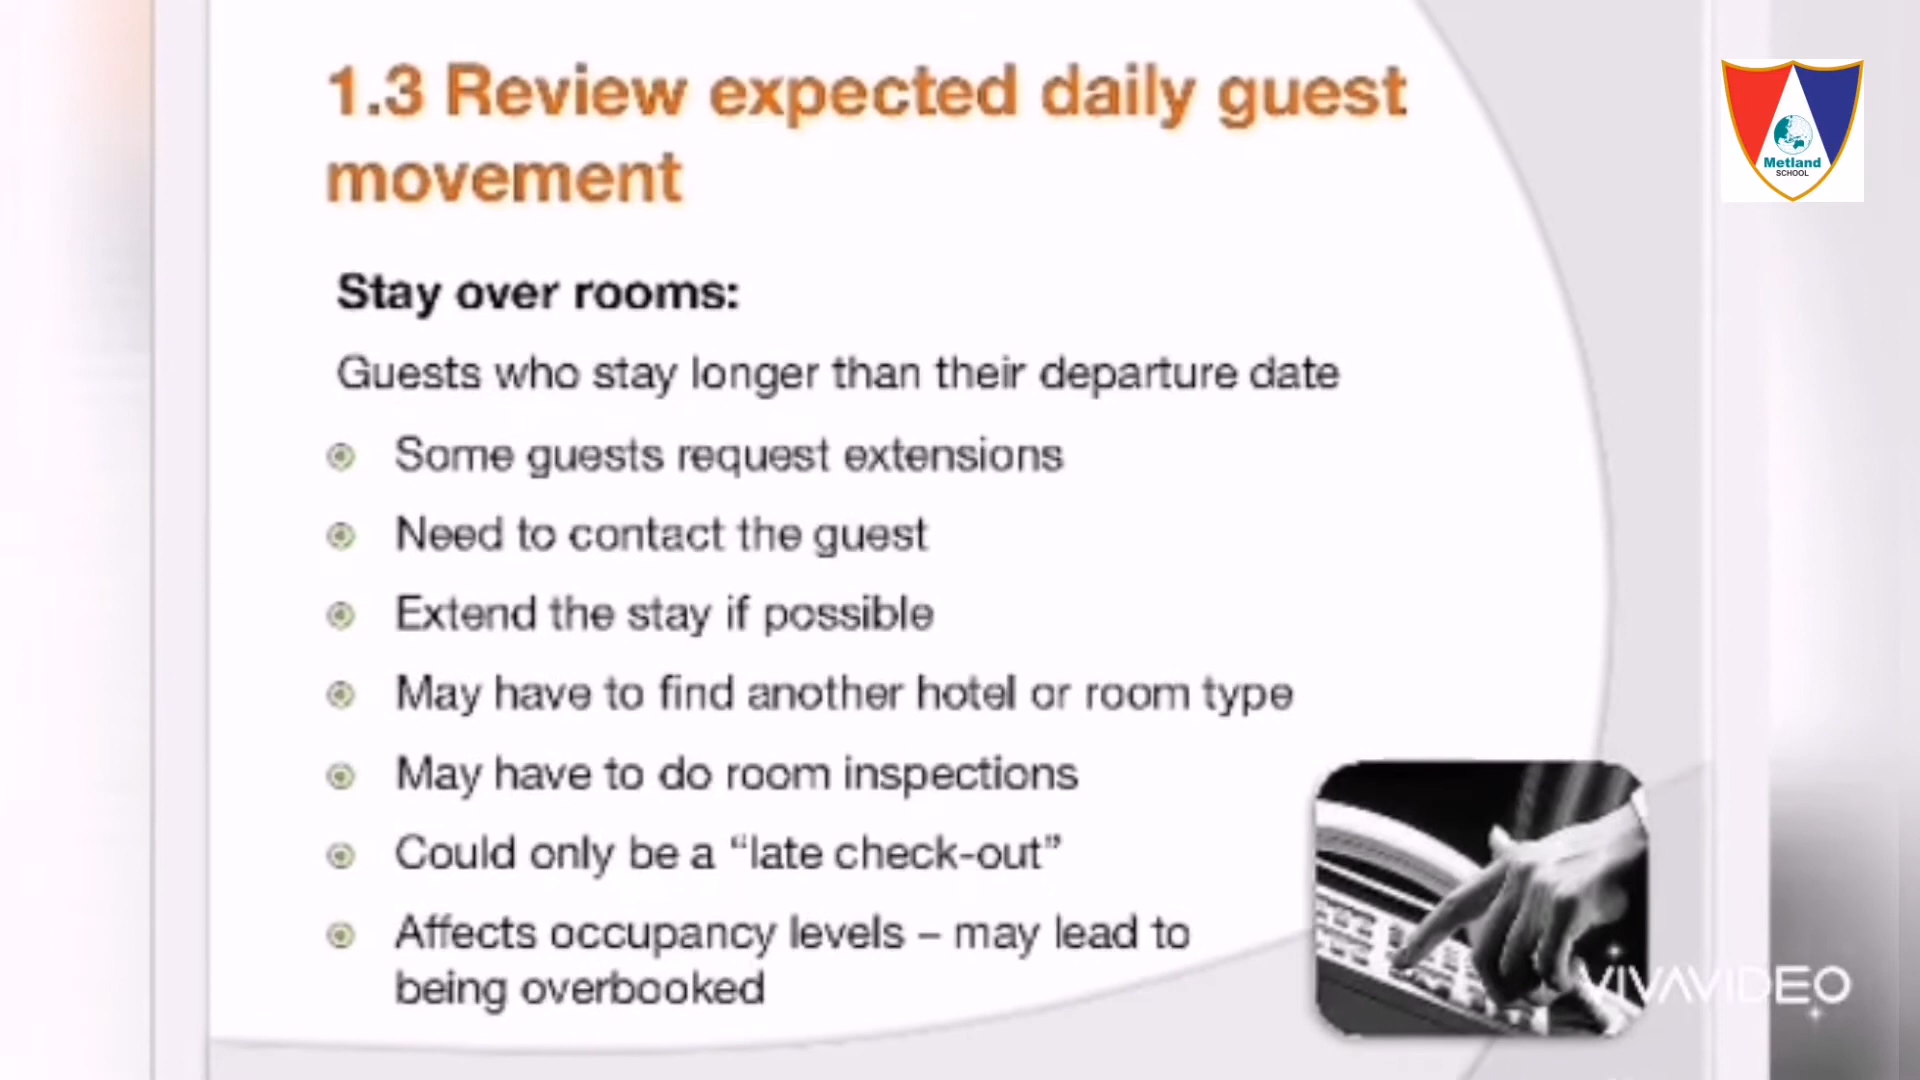 1.3 Review expected daily guest
movement
Stay over rooms:
Guests who stay longer than their departure date
Some guests request extensions
Need to contact the guest
Extend the stay if possible
May have to find another hotel or room type
May have to do room inspections
Could only be a “late check-out”
Affects occupancy levels – may lead to
being overbooked
Metland
SCHOOL
VIVAVIDEO